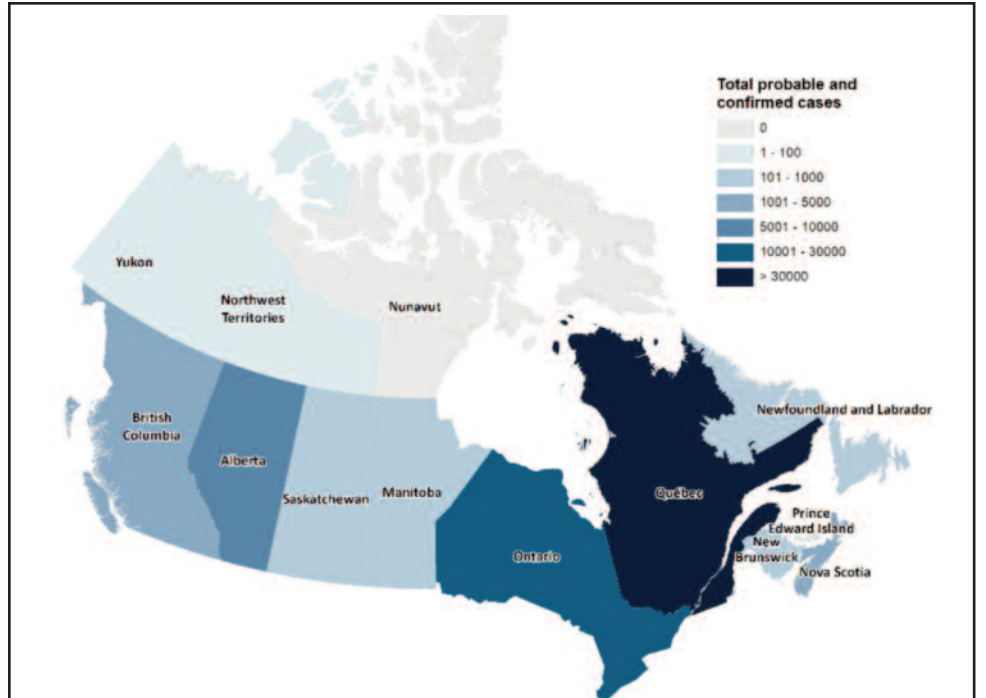 Total probable and
confirmed cases
0
1 - 100
101 - 1000
1001 - 5000
5001 - 10000
10001 - 30000
> 30000
Yukon
Northwest
Territories
Nunavut
British
Columbia
Alberta
Saskatchewan
Manitoba
Ontario
Québec
Newfoundland and Labrador
Prince
Edward Island
New
Brunswick
Nova Scotia